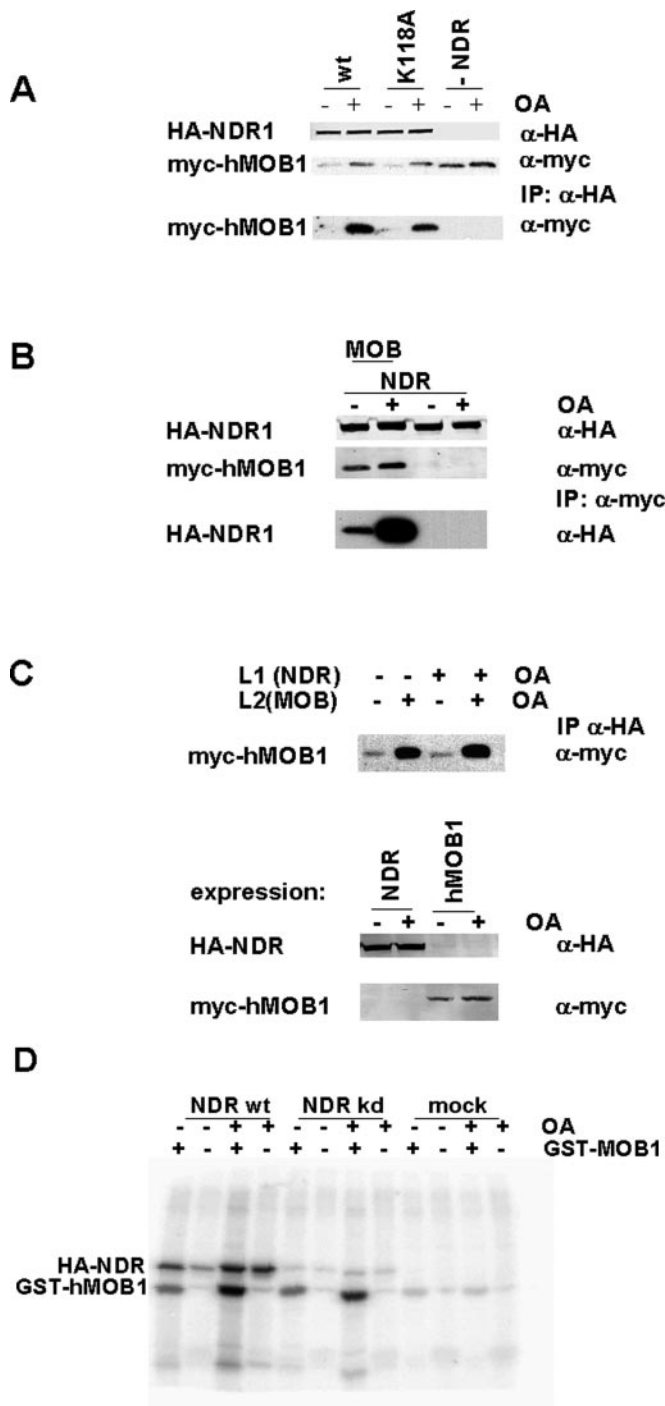 A
wt K118A - NDR
- + - + - + OA
HA-NDR1 α-HA
myc-hMOB1 α-myc
IP: α-HA
myc-hMOB1 α-myc
B
MOB
NDR
- + - + OA
HA-NDR1 α-HA
myc-hMOB1 α-myc
IP: α-myc
HA-NDR1 α-HA
C
L1 (NDR) - - + + OA
L2(MOB) - + - + OA
IP α-HA
myc-hMOB1 α-myc
NDR hMOB1
expression:
- + - + OA
HA-NDR α-HA
myc-hMOB1 α-myc
D
NDR wt NDR kd mock
- - + + - - + + - - + + OA
+ - + - + - + - + - + - GST-MOB1
HA-NDR
GST-hMOB1